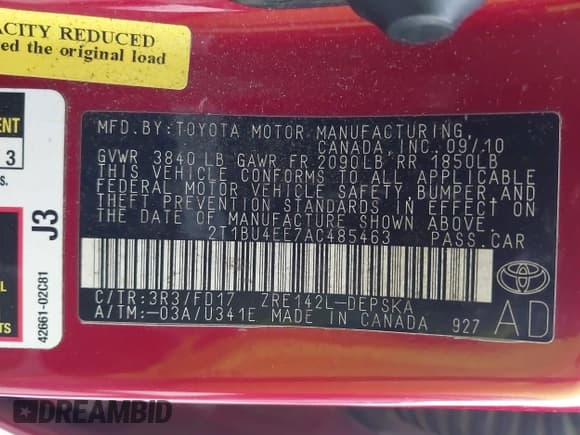 ACITY REDUCED
ed the original load
ENT
3
S.
J3
42661-02C81
TS
MFD.BY:TOYOTA MOTOR MANUFACTURING,
CANADA, INC. 09/10
GVWR 3840 LB GAWR FR 2090LB, RR 1850LB
THIS VEHICLE CONFORMS TO ALL APPLICABLE
FEDERAL MOTOR VEHICLE SAFETY, BUMPER, AND
THEFT PREVENTION STANDARDS IN EFFECT ON
THE DATE OF MANUFACTURE SHOWN ABOVE.
2T1BU4EE7AC485463 PASS.CAR
C/TR:3R3/FD17 ZRE142L-DEPSKA
A/TM:-03A/U341E MADE IN CANADA 927
AD
DREAMBID